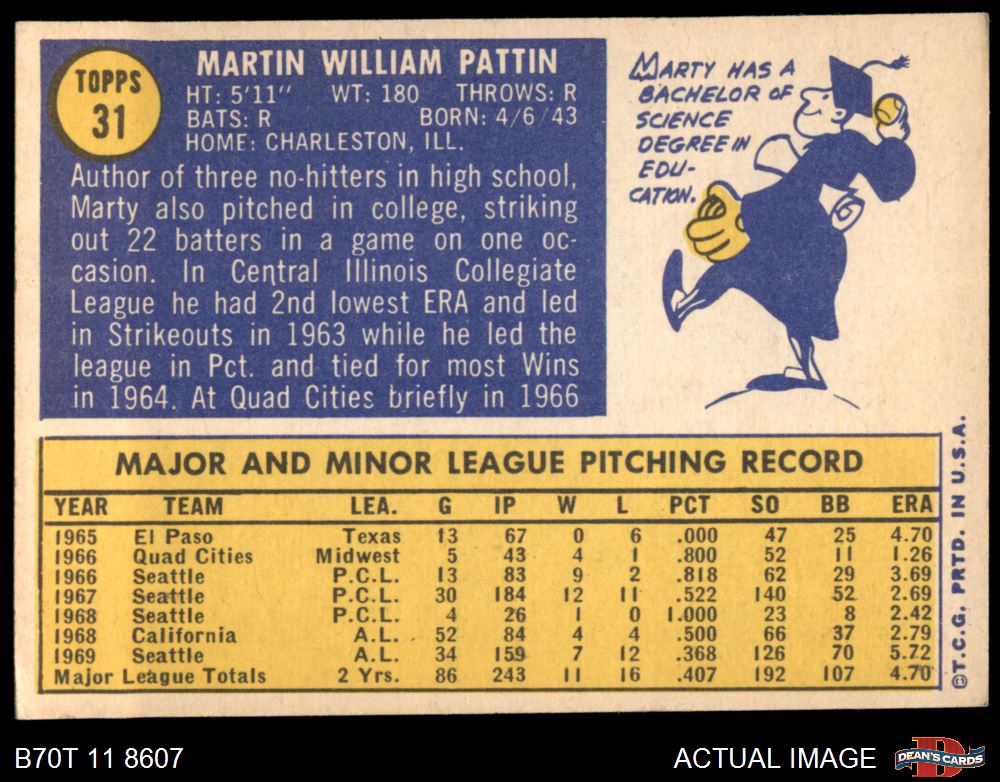 TOPPS
31
MARTIN WILLIAM PATTIN
HT: 5'11" WT: 180 THROWS: R
BATS: R BORN: 4/6/43
HOME: CHARLESTON, ILL.
Author of three no-hitters in high school,
Marty also pitched in college, striking
out 22 batters in a game on one oc-
casion. In Central Illinois Collegiate
League he had 2nd lowest ERA and led
in Strikeouts in 1963 while he led the
league in Pct. and tied for most Wins
in 1964. At Quad Cities briefly in 1966
MARTY HAS A
BACHELOR OF
SCIENCE
DEGREE IN
EDU-
CATION.
MAJOR AND MINOR LEAGUE PITCHING RECORD
YEAR TEAM LEA. G IP W L PCT SO BB ERA
1965 El Paso Texas 13 67 0 6 .000 47 25 4.70
1966 Quad Cities Midwest 5 43 4 1 .800 52 11 1.26
1966 Seattle P.C.L. 13 83 9 2 .818 62 29 3.69
1967 Seattle P.C.L. 30 184 12 11 .522 140 52 2.69
1968 Seattle P.C.L. 4 26 1 0 1.000 23 8 2.42
1968 California A.L. 52 84 4 4 .500 66 37 2.79
1969 Seattle A.L. 34 159 7 12 .368 126 70 5.72
Major League Totals 2 Yrs. 86 243 11 16 .407 192 107 4.70
©T.C.G. PRTD. IN U.S.A.
B70T 11 8607 ACTUAL IMAGE
DEAN'S CARDS